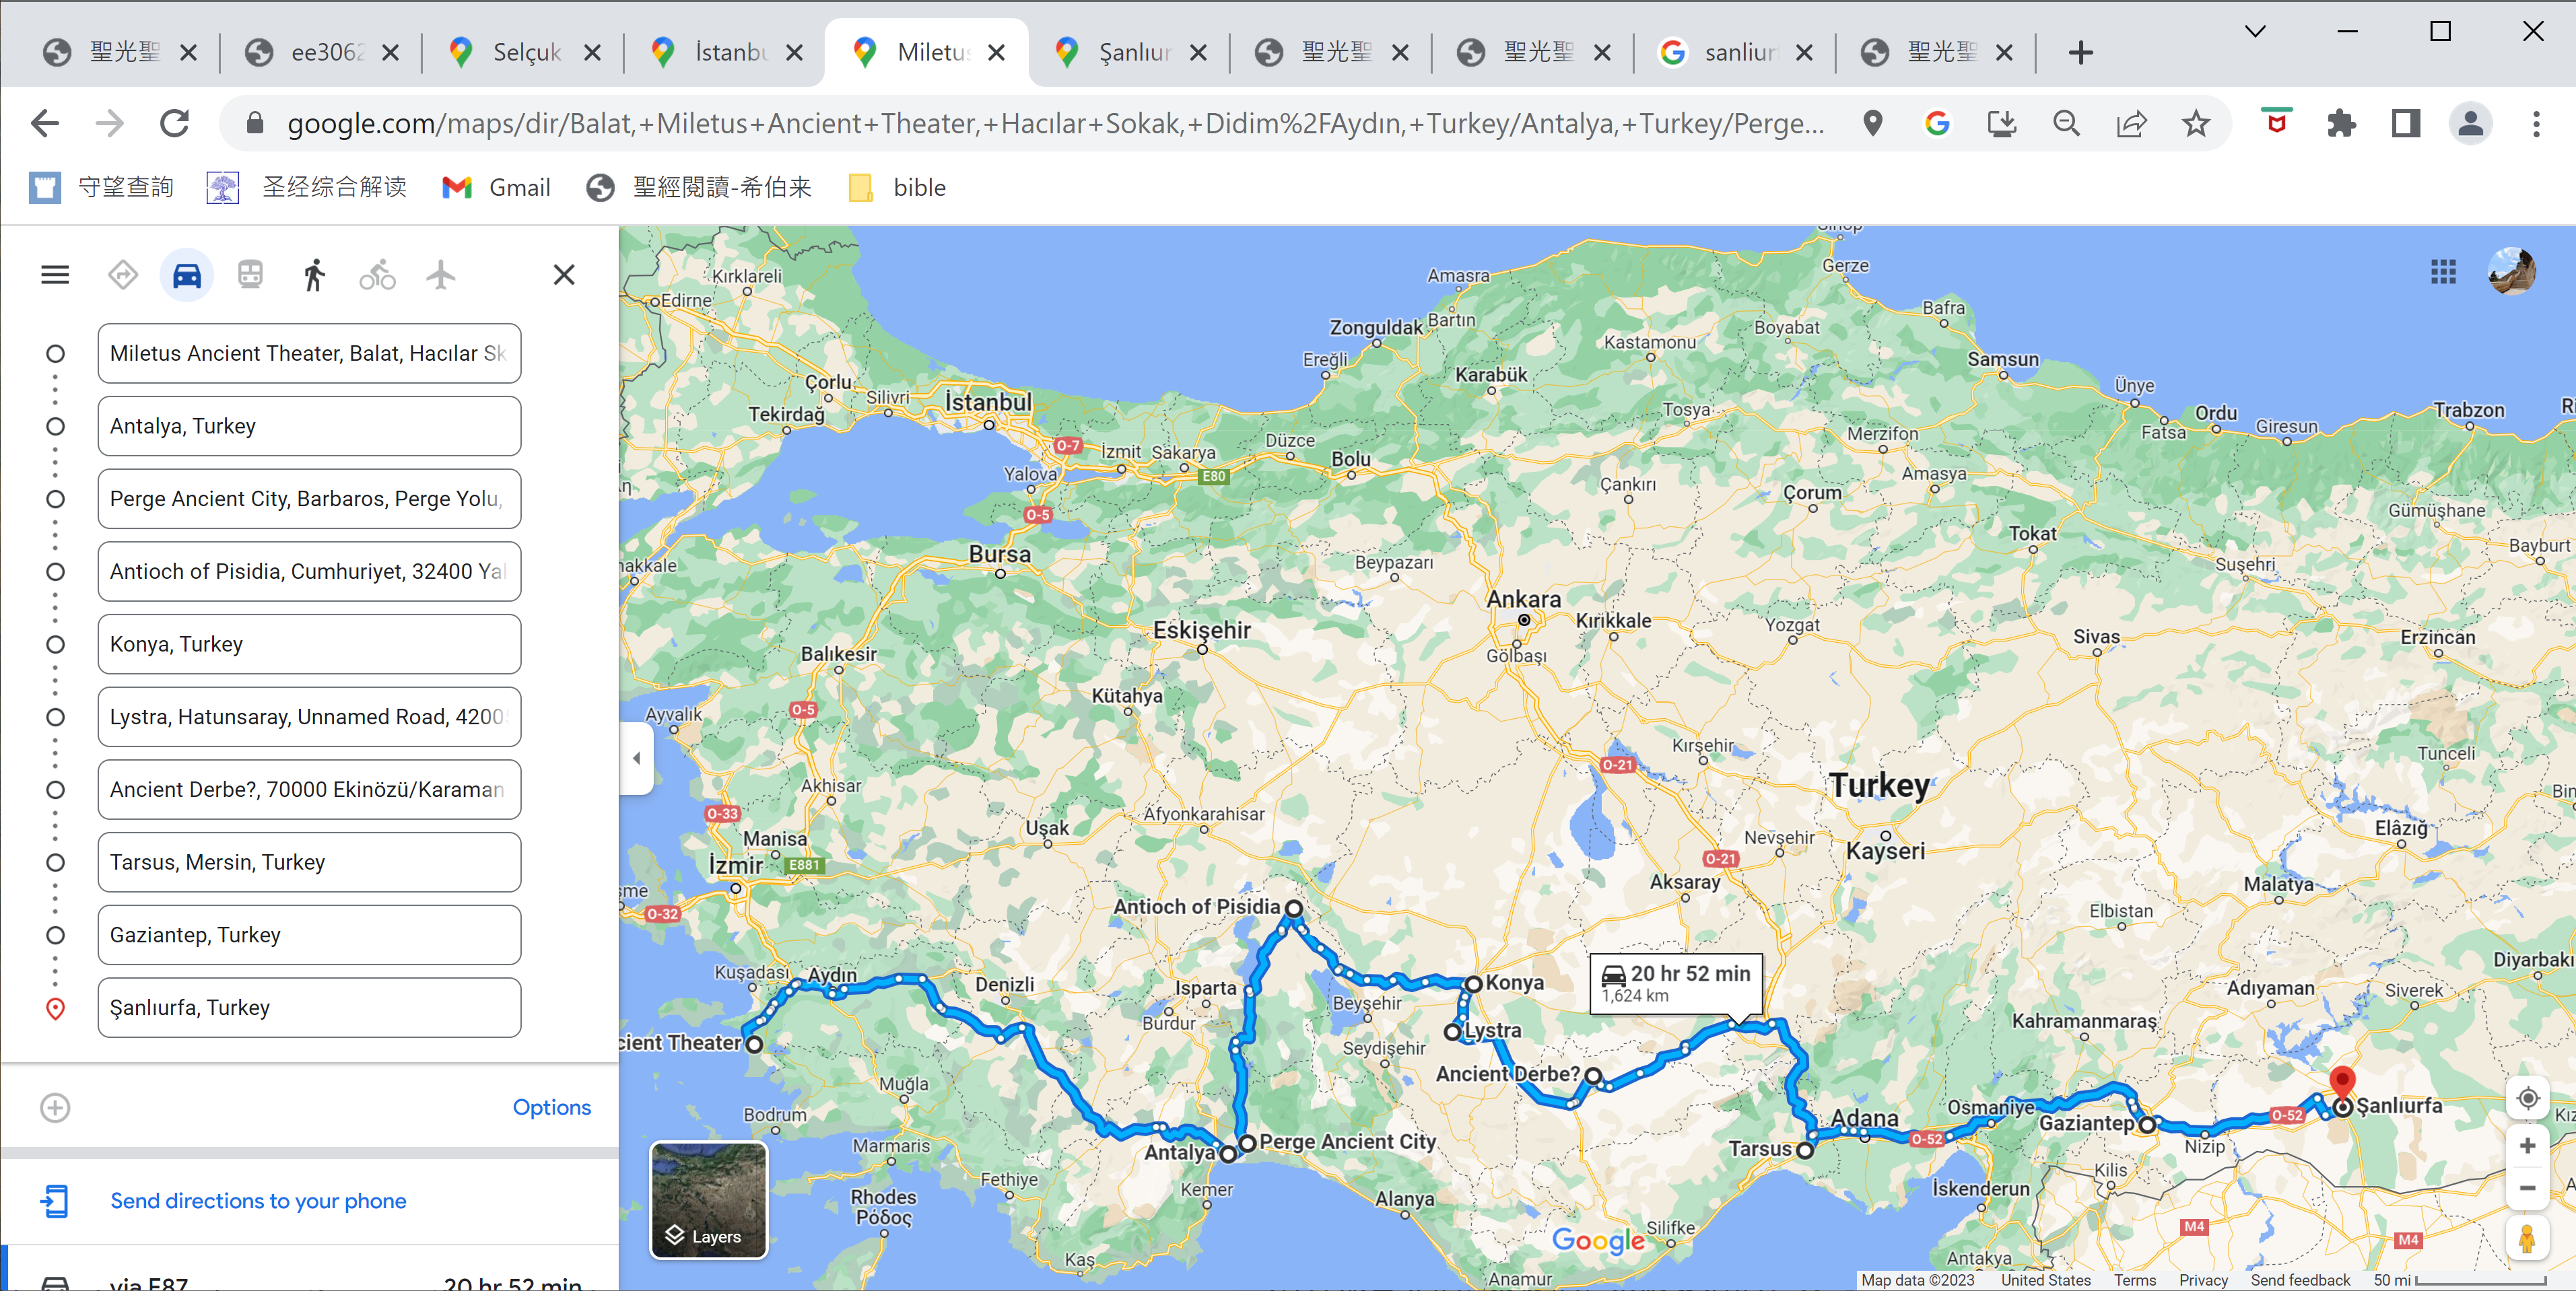 聖光聖
ee3062
Selçuk
İstanbu
Miletus
Şanlıur
聖光聖
聖光聖
sanliurf
聖光聖
google.com/maps/dir/Balat,+Miletus+Ancient+Theater,+Hacılar+Sokak,+Didim%2FAydın,+Turkey/Antalya,+Turkey/Perge...
守望查詢
圣经综合解读
Gmail
聖經閱讀-希伯来
bible
Miletus Ancient Theater, Balat, Hacılar Sk
Antalya, Turkey
Perge Ancient City, Barbaros, Perge Yolu,
Antioch of Pisidia, Cumhuriyet, 32400 Yal
Konya, Turkey
Lystra, Hatunsaray, Unnamed Road, 42005
Ancient Derbe?, 70000 Ekinözü/Karaman
Tarsus, Mersin, Turkey
Gaziantep, Turkey
Şanlıurfa, Turkey
Options
Send directions to your phone
via E87
20 hr 52 min
Sinop
Gerze
Kırklareli
Edirne
Amasra
Bartın
Zonguldak
Ereğli
Bafra
Boyabat
Kastamonu
Karabük
Samsun
Çorlu
Silivri
İstanbul
Tekirdağ
Ünye
Fatsa
Ordu
Giresun
Trabzon
Ri
Tosya
O-7
İzmit
Sakarya
Düzce
Bolu
E80
Yalova
Merzifon
Amasya
Çankırı
Çorum
O-5
Gümüşhane
Tokat
Bayburt
Bursa
nakkale
Beypazarı
Suşehri
Ankara
Kırıkkale
Gölbaşı
Yozgat
Sivas
Erzincan
Eskişehir
Balıkesir
Kütahya
Ayvalık
O-5
Kırşehir
O-21
Tunceli
Turkey
Akhisar
Bin
O-33
Uşak
Afyonkarahisar
Manisa
İzmir
E881
Nevşehir
Kayseri
O-21
Elâzığ
Aksaray
Malatya
şme
O-32
Antioch of Pisidia
Elbistan
Kuşadası
Aydın
Denizli
Isparta
Burdur
Beyşehir
Konya
20 hr 52 min
1,624 km
Diyarbakı
Adıyaman
Siverek
Kahramanmaraş
cient Theater
Lystra
Seydişehir
Ancient Derbe?
Muğla
Bodrum
Marmaris
Antalya
Perge Ancient City
Adana
Tarsus
Osmaniye
O-52
Gaziantep
Nizip
O-52
Şanlıurfa
Kız
Kilis
Fethiye
Kemer
Rhodes
Ρόδος
Alanya
İskenderun
Silifke
M4
M4
Antakya
Kaş
Anamur
Layers
Google
Map data ©2023
United States
Terms
Privacy
Send feedback
50 mi